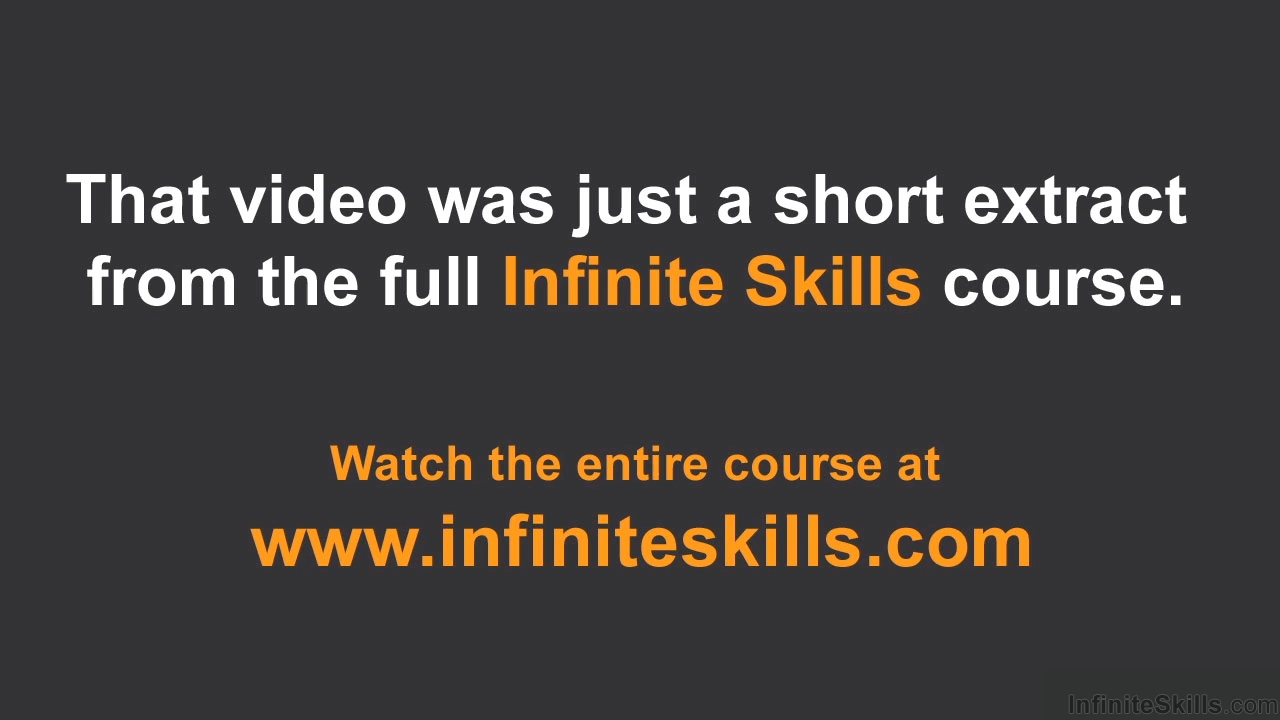 That video was just a short extract
from the full Infinite Skills course.
Watch the entire course at
www.infiniteskills.com
InfiniteSkills.com